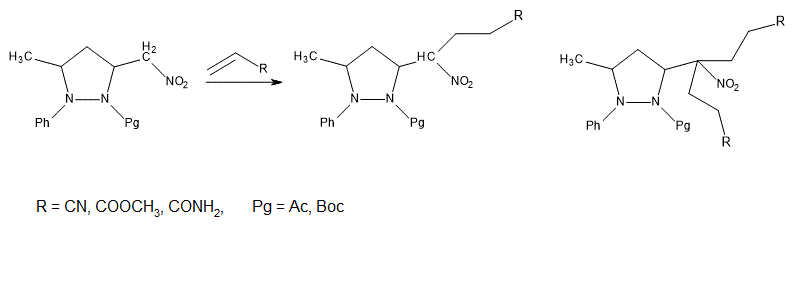 H3C H2 C NO2 N N Ph Pg
R
H3C HC R NO2 N N Ph Pg
H3C R NO2 N N Ph Pg R
R = CN, COOCH3, CONH2, Pg = Ac, Boc